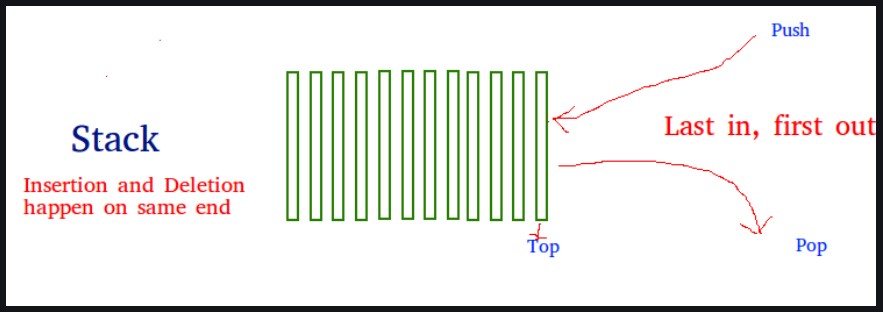 Push
Last in, first out
Stack
Insertion and Deletion
happen on same end
Top
Pop